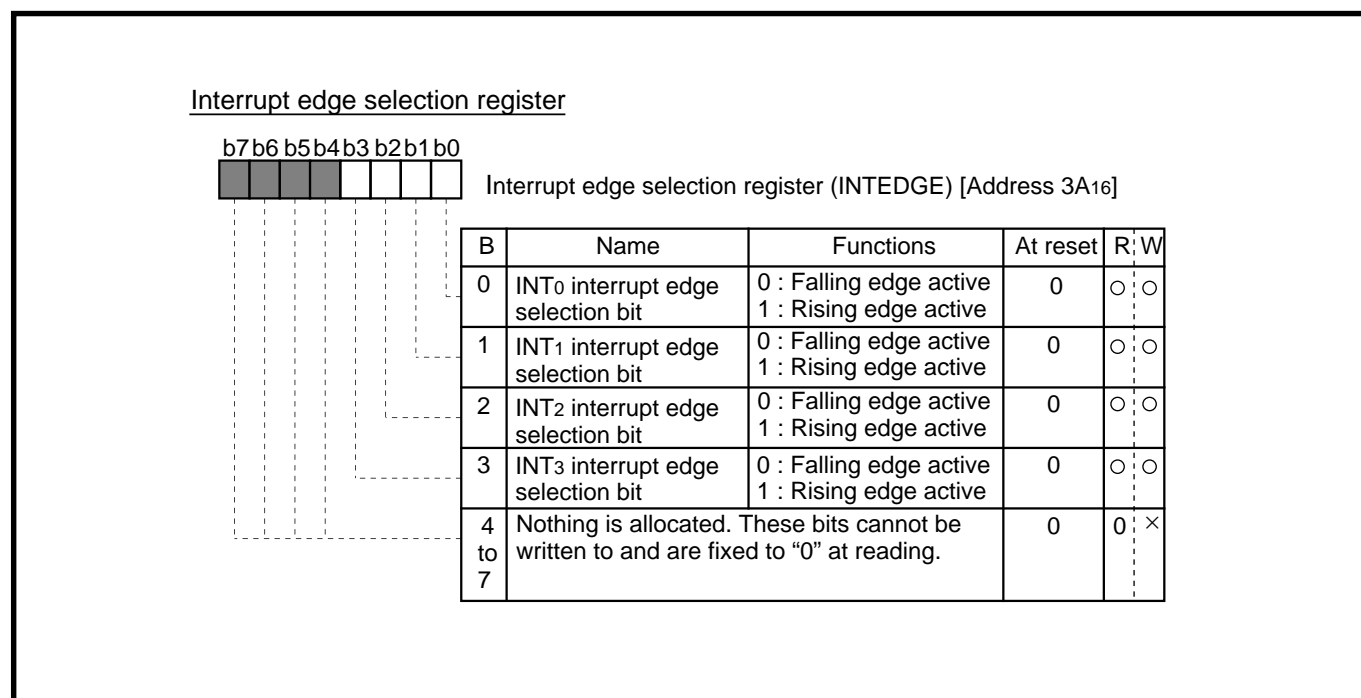 Interrupt edge selection register
b7 b6 b5 b4 b3 b2 b1 b0
Interrupt edge selection register (INTEDGE) [Address 3A16]
B Name Functions At reset R W
0 INT0 interrupt edge 0 : Falling edge active 0 ○ ○
selection bit 1 : Rising edge active
1 INT1 interrupt edge 0 : Falling edge active 0 ○ ○
selection bit 1 : Rising edge active
2 INT2 interrupt edge 0 : Falling edge active 0 ○ ○
selection bit 1 : Rising edge active
3 INT3 interrupt edge 0 : Falling edge active 0 ○ ○
selection bit 1 : Rising edge active
4 Nothing is allocated. These bits cannot be 0 0 ×
to written to and are fixed to “0” at reading.
7